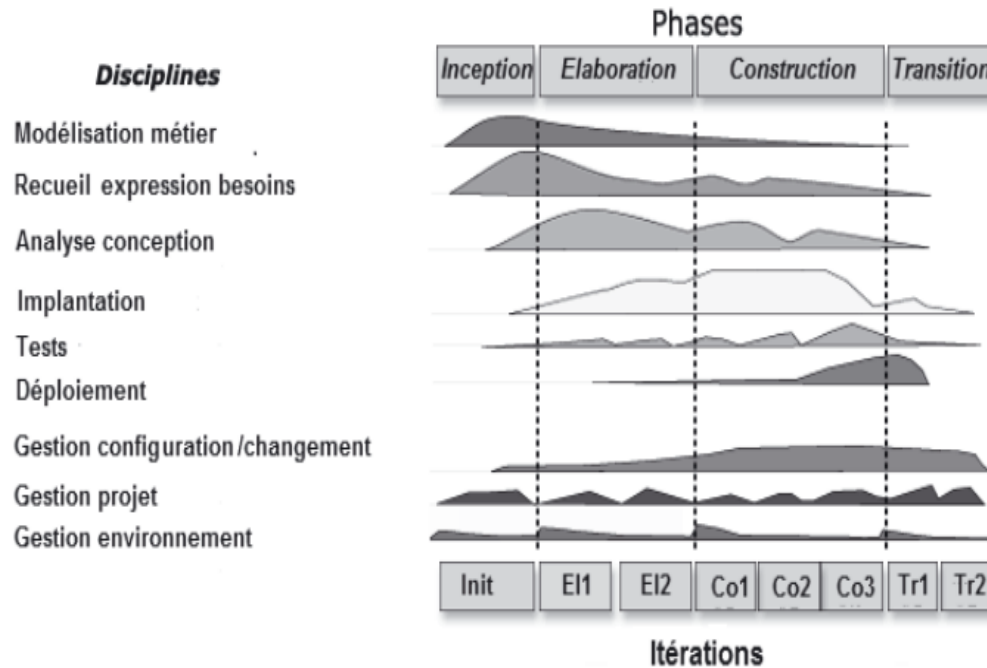 Phases
Disciplines
Inception Elaboration Construction Transition
Modélisation métier
Recueil expression besoins
Analyse conception
Implantation
Tests
Déploiement
Gestion configuration/changement
Gestion projet
Gestion environnement
Init El1 El2 Co1 Co2 Co3 Tr1 Tr2
Itérations